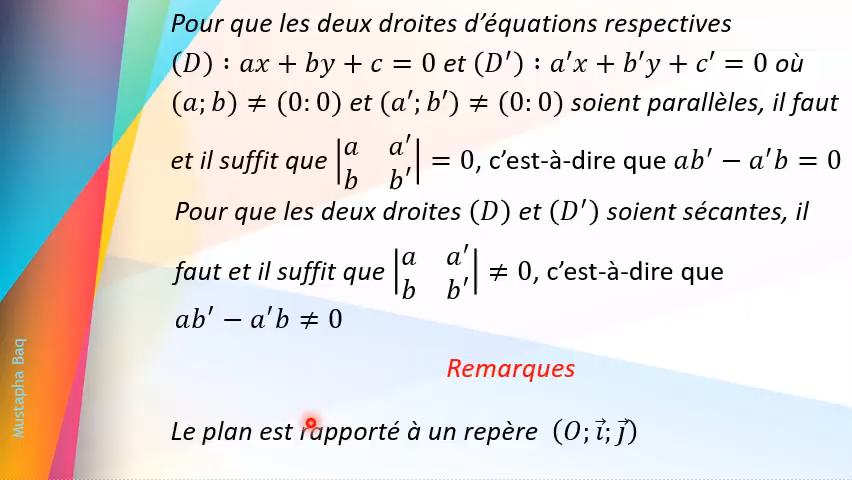 Pour que les deux droites d’équations respectives
(D) : ax + by + c = 0 et (D′) : a′x + b′y + c′ = 0 où
(a; b) ≠ (0: 0) et (a′; b′) ≠ (0: 0) soient parallèles, il faut
et il suffit que |a a′ ; b b′| = 0, c’est-à-dire que ab′ − a′b = 0
Pour que les deux droites (D) et (D′) soient sécantes, il
faut et il suffit que |a a′ ; b b′| ≠ 0, c’est-à-dire que
ab′ − a′b ≠ 0
Remarques
Le plan est rapporté à un repère (O; i⃗; j⃗)
Mustapha Baq